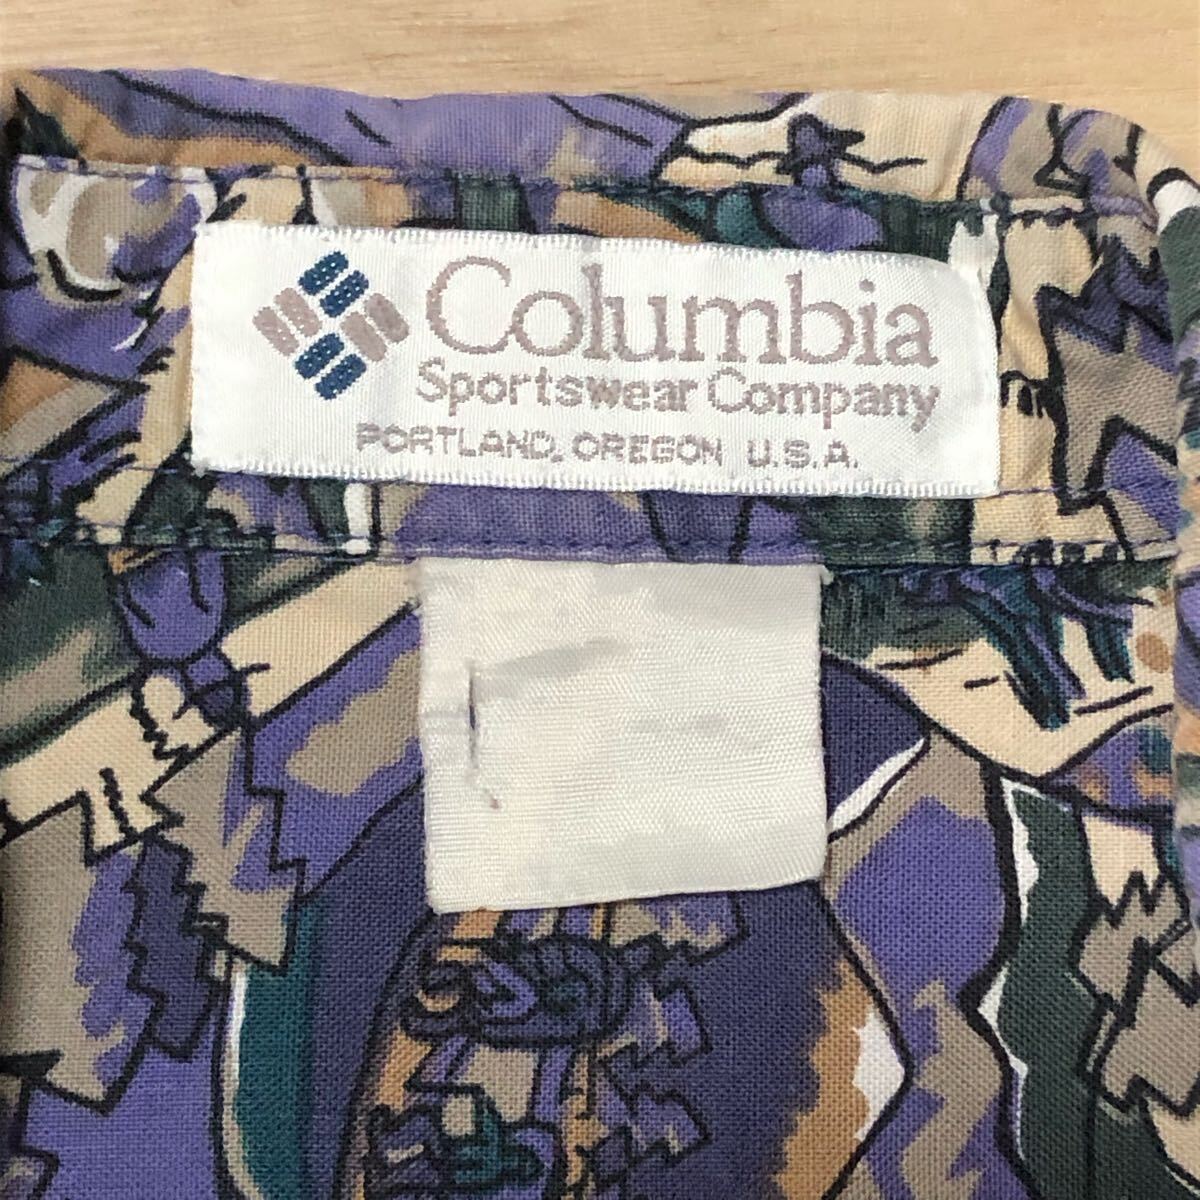 Columbia
Sportswear Company
PORTLAND, OREGON U.S.A.